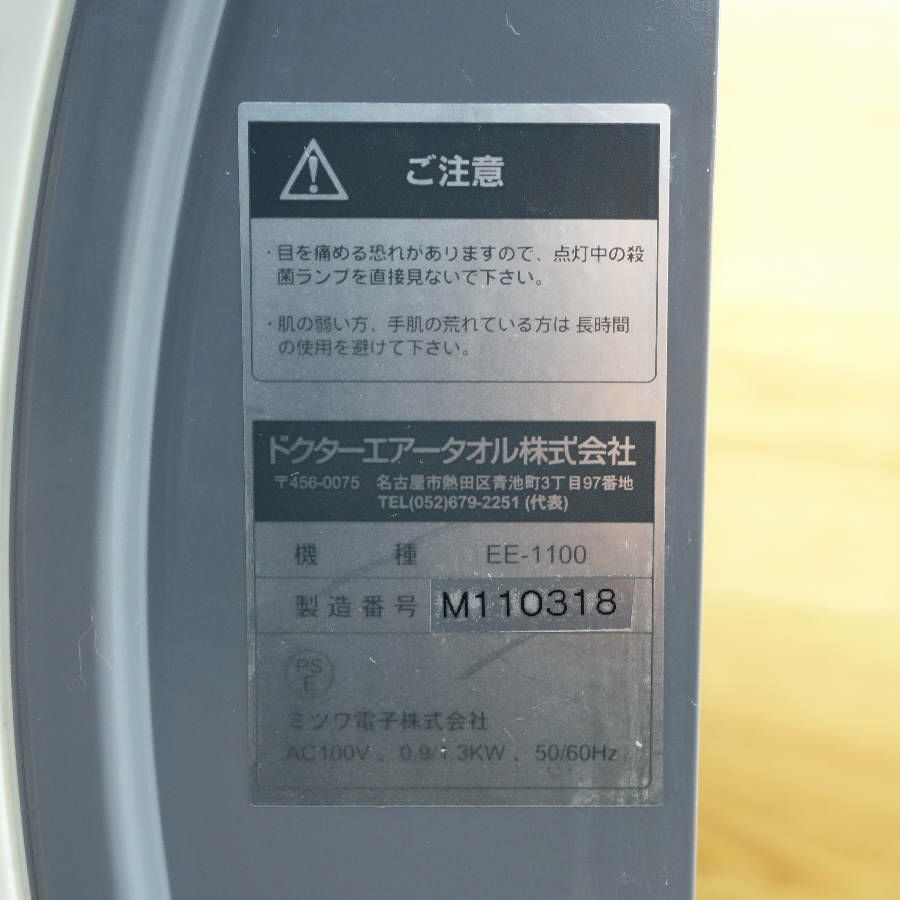 ご注意
・目を痛める恐れがありますので、点灯中の殺
菌ランプを直接見ないで下さい。
・肌の弱い方、手肌の荒れている方は 長時間
の使用を避けて下さい。
ドクターエアータオル株式会社
〒456-0075 名古屋市熱田区青池町3丁目97番地
TEL(052)679-2251 (代表)
機種 EE-1100
製造番号 M110318
PS
E
ミツワ電子株式会社
AC100V 、0.9/1.3KW 、50/60Hz